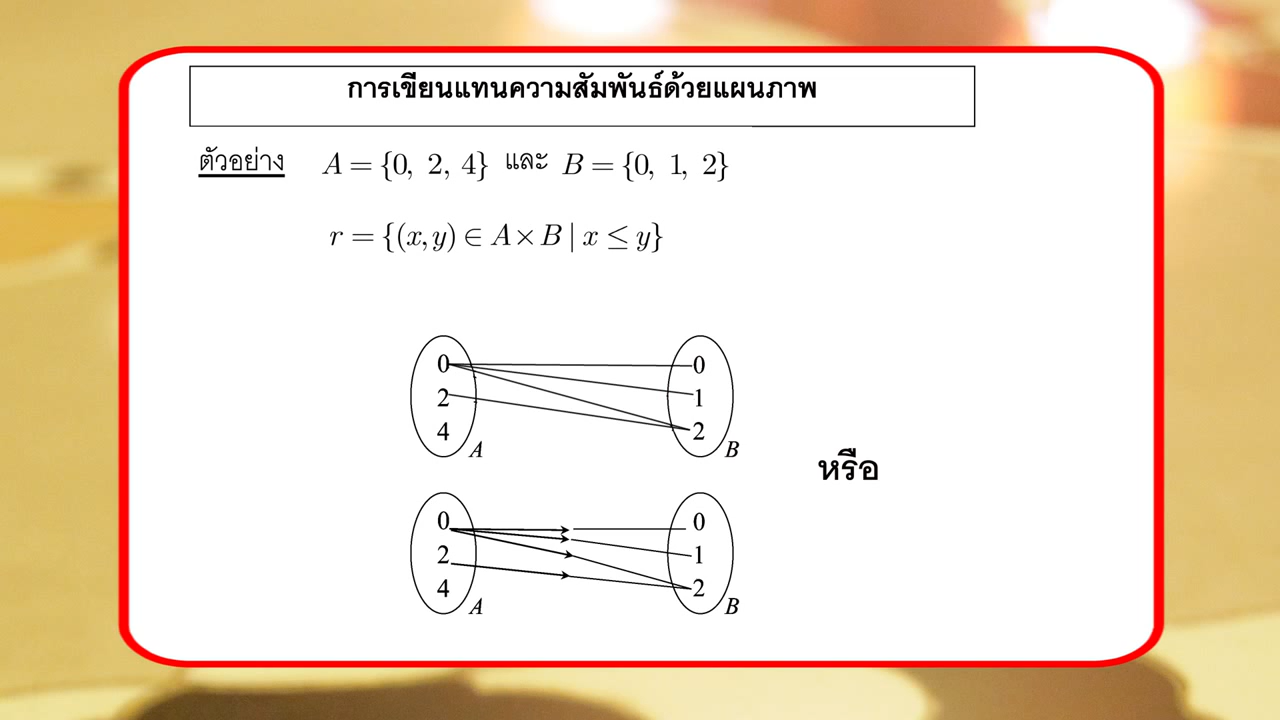 การเขียนแทนความสัมพันธ์ด้วยแผนภาพ
ตัวอย่าง A = {0, 2, 4} และ B = {0, 1, 2}
r = {(x, y) ∈ A × B | x ≤ y}
0 0
2 1
4 2
A B
หรือ
0 0
2 1
4 2
A B